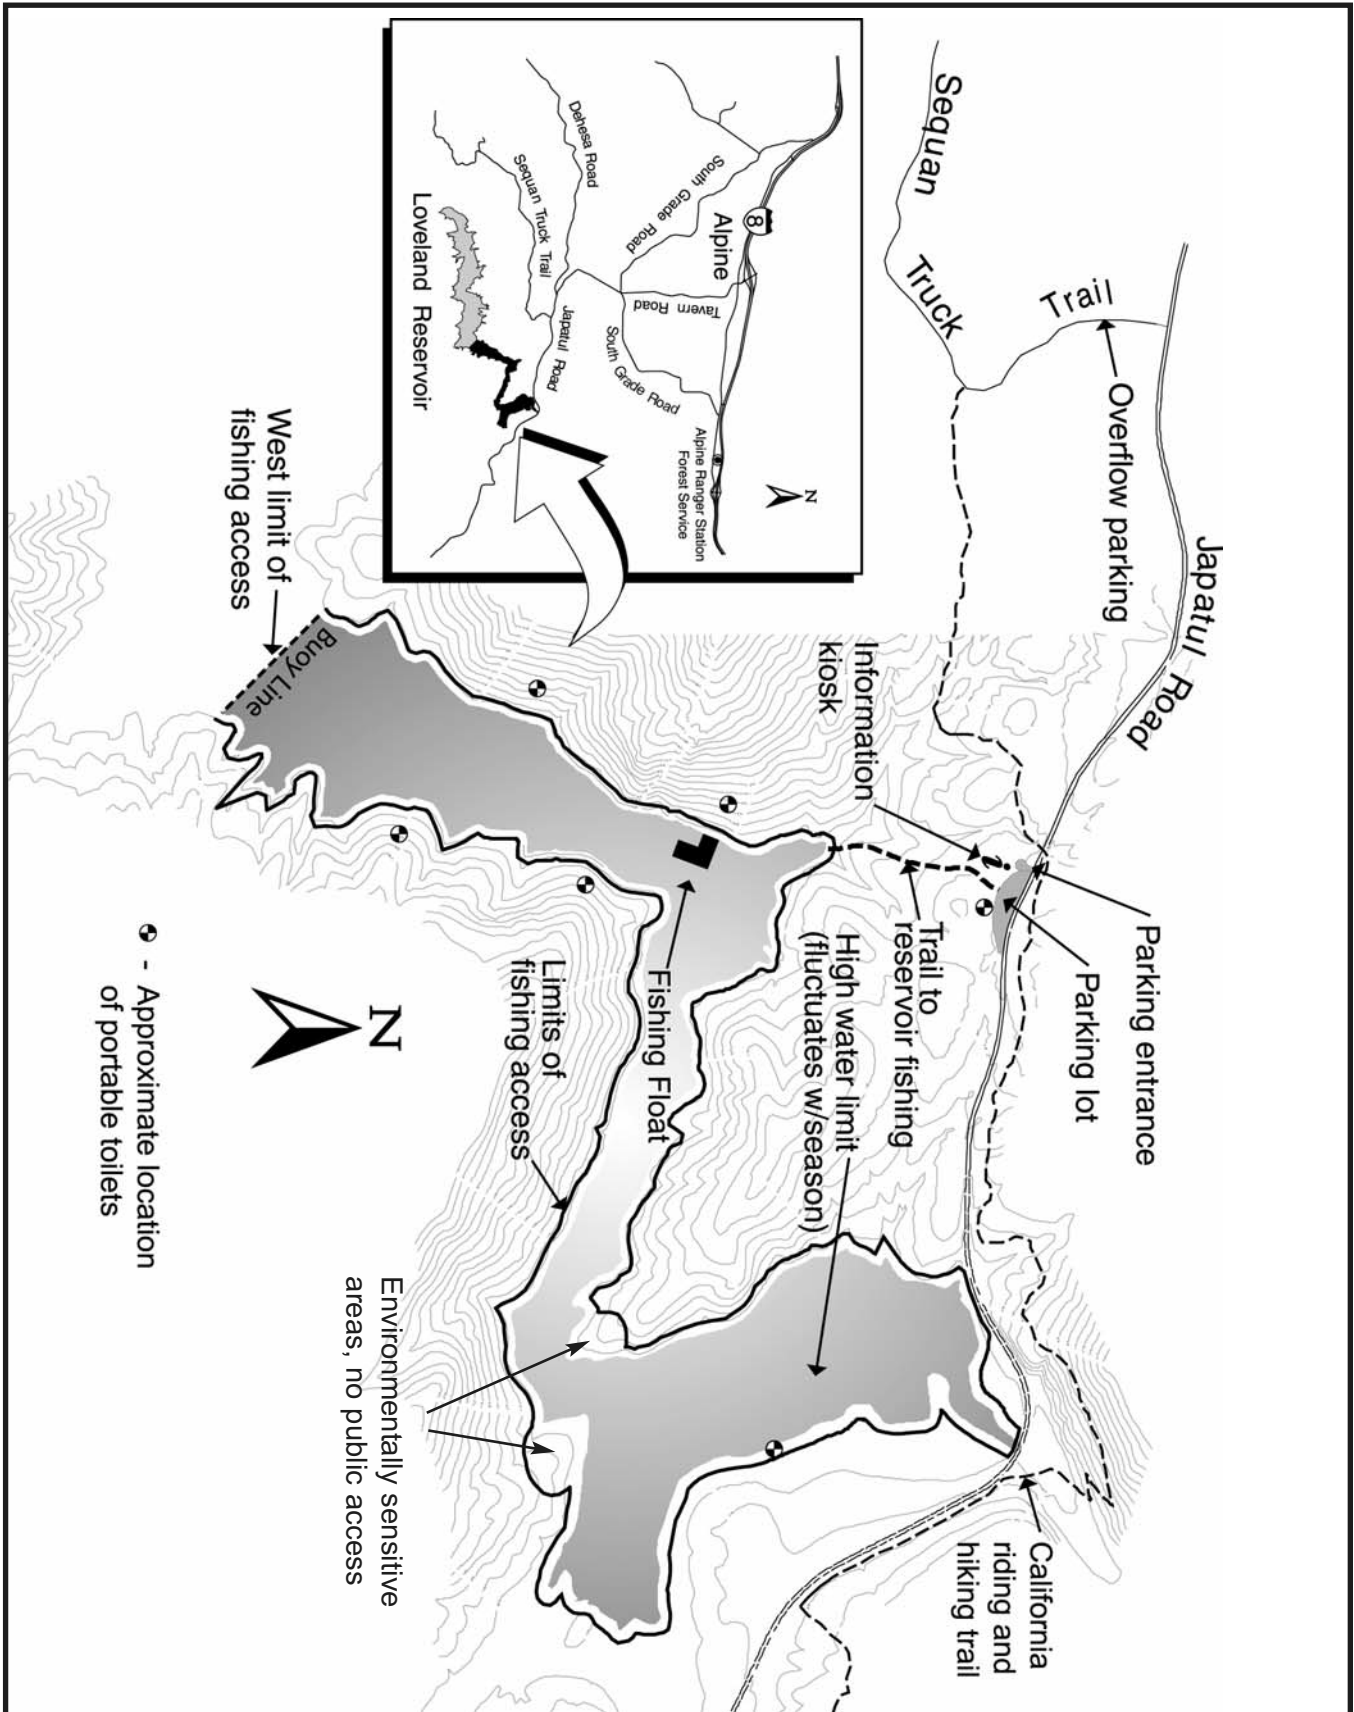 Sequan
Truck
Trail
Overflow parking
Japatul Road
Information
kiosk
Parking entrance
Parking lot
Trail to
reservoir fishing
High water limit
(fluctuates w/season)
California
riding and
hiking trail
Fishing Float
Limits of
fishing access
Environmentally sensitive
areas, no public access
West limit of
fishing access
Buoy Line
N
- Approximate location
of portable toilets
8
Alpine
South Grade Road
Tavern Road
South Grade Road
Dehesa Road
Sequan Truck Trail
Japatul Road
Loveland Reservoir
Alpine Ranger Station
Forest Service
N